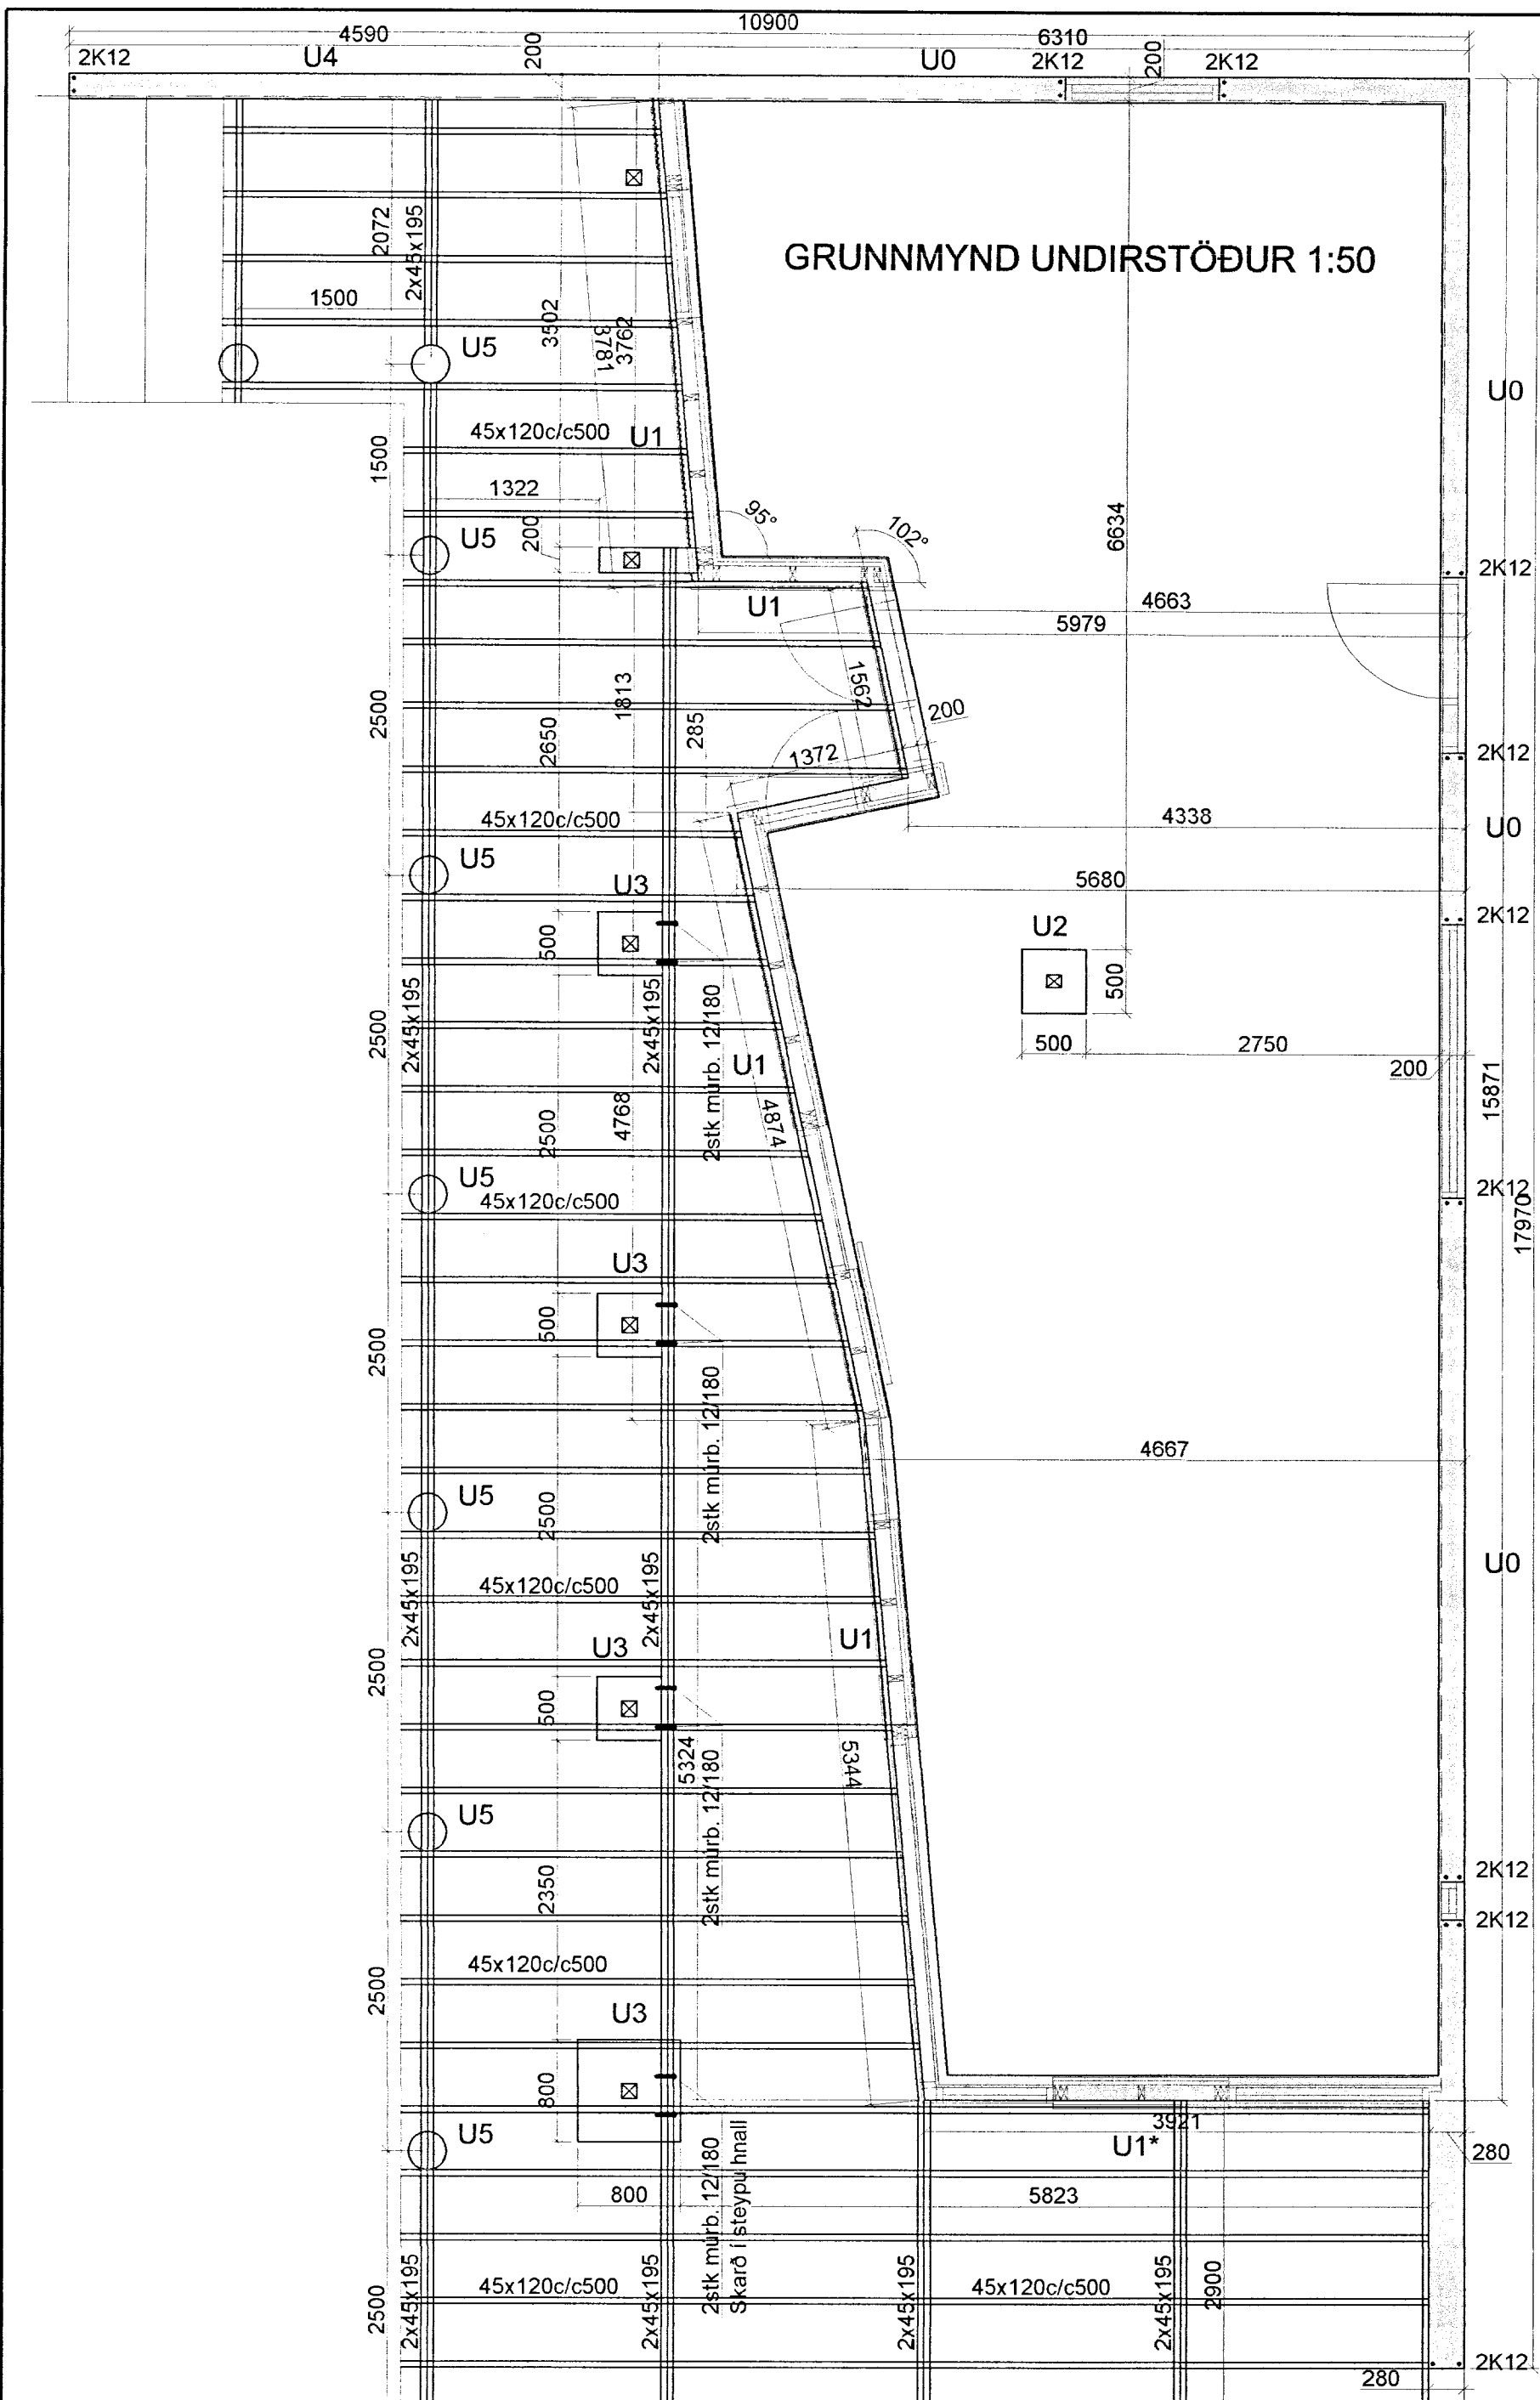 10900
4590
6310
2K12
U4
200
U0
2K12
200
2K12
GRUNNMYND UNDIRSTÖÐUR 1:50
2072
2x45x195
1500
3502
3762
3781
U5
U0
45x120c/c500
U1
1500
1322
95°
102°
200
U5
6634
2K12
U1
4663
5979
1562
1813
285
200
2500
2650
1372
2K12
45x120c/c500
4338
U0
U5
U3
5680
2K12
U2
500
500
2x45x195
2x45x195
2stk múrb. 12/180
500
2750
200
2500
U1
15871
4768
4874
2500
U5
45x120c/c500
2K12
17970
U3
500
2500
2stk múrb. 12/180
4667
U5
2500
2x45x195
2x45x195
45x120c/c500
U0
U3
U1
2500
500
5324
5344
2stk múrb. 12/180
U5
2K12
2350
2K12
45x120c/c500
2500
U3
800
3921
U1*
U5
280
800
5823
2stk múrb. 12/180
Skarð í steypu hnall
2x45x195
45x120c/c500
2x45x195
2x45x195
45x120c/c500
2x45x195
2900
2500
2K12
280